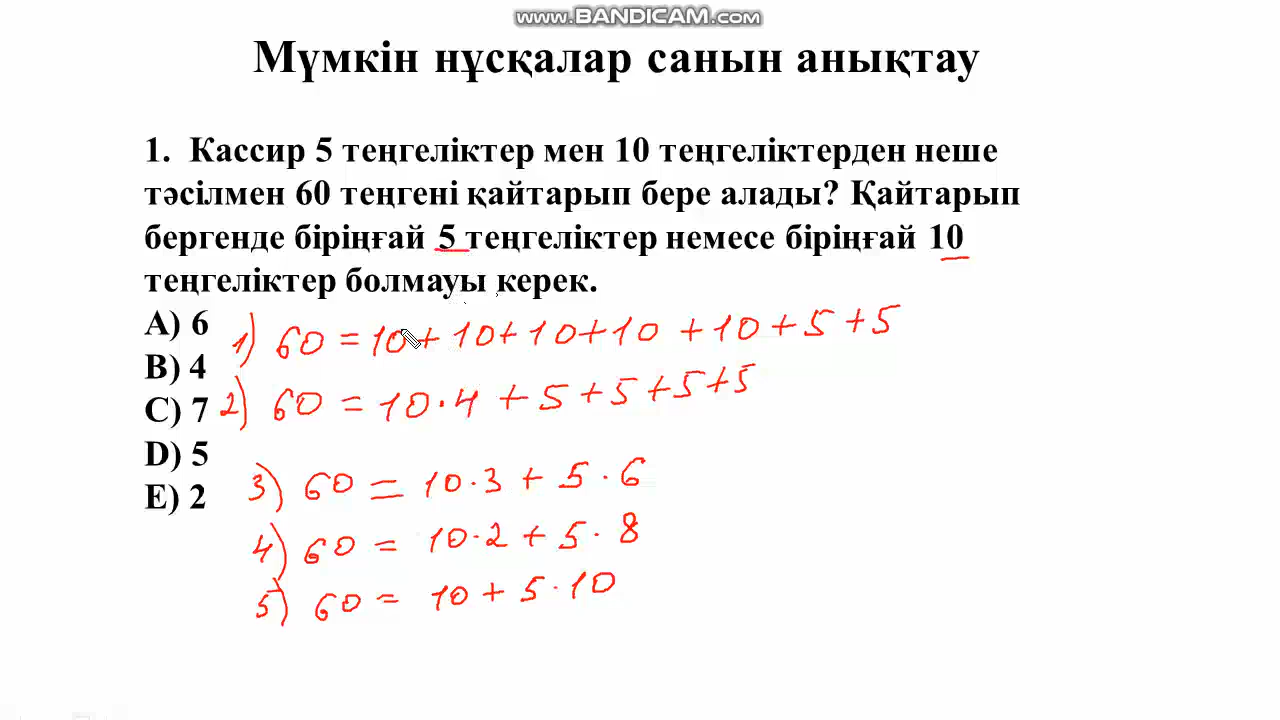 WWW.BANDICAM.COM
Мүмкін нұсқалар санын анықтау
1. Кассир 5 теңгеліктер мен 10 теңгеліктерден неше
тәсілмен 60 теңгені қайтарып бере алады? Қайтарып
бергенде біріңғай 5 теңгеліктер немесе біріңғай 10
теңгеліктер болмауы керек.
A) 6
1) 60 = 10 + 10 + 10 + 10 + 10 + 5 + 5
B) 4
C) 7
2) 60 = 10 · 4 + 5 + 5 + 5 + 5
D) 5
3) 60 = 10 · 3 + 5 · 6
E) 2
4) 60 = 10 · 2 + 5 · 8
5) 60 = 10 + 5 · 10